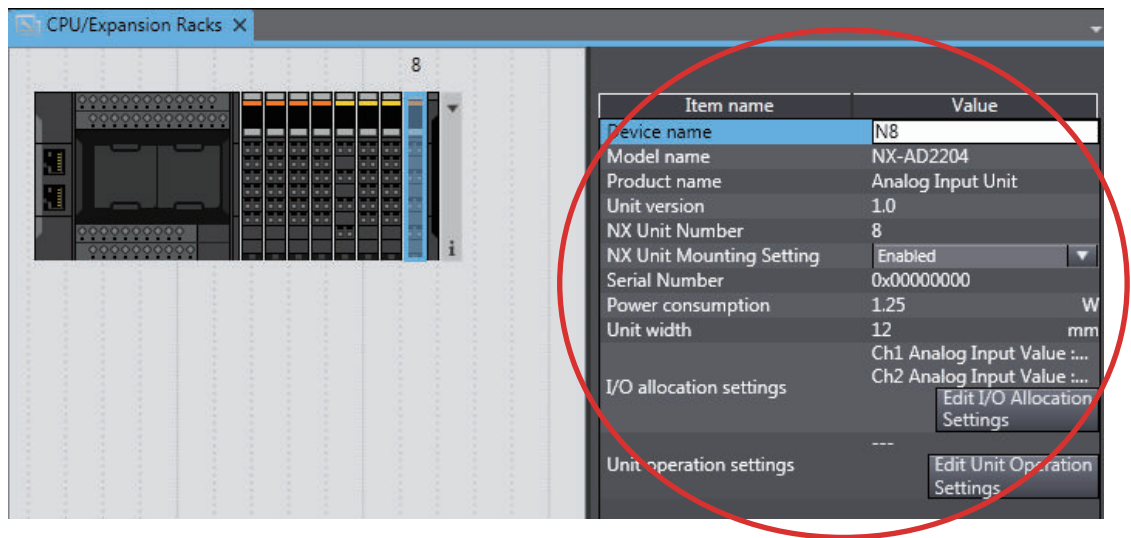 CPU/Expansion Racks
8
i
Item name Value
Device name N8
Model name NX-AD2204
Product name Analog Input Unit
Unit version 1.0
NX Unit Number 8
NX Unit Mounting Setting Enabled
Serial Number 0x00000000
Power consumption 1.25 W
Unit width 12 mm
I/O allocation settings Ch1 Analog Input Value :...
Ch2 Analog Input Value :...
Edit I/O Allocation
Settings
Unit operation settings ---
Edit Unit Operation
Settings